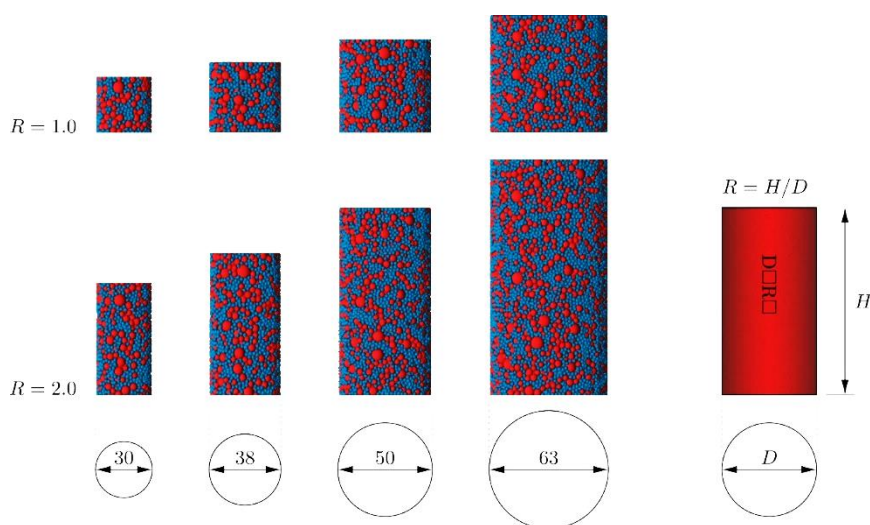 R = 1.0
R = H/D
D□R□
H
R = 2.0
30
38
50
63
D